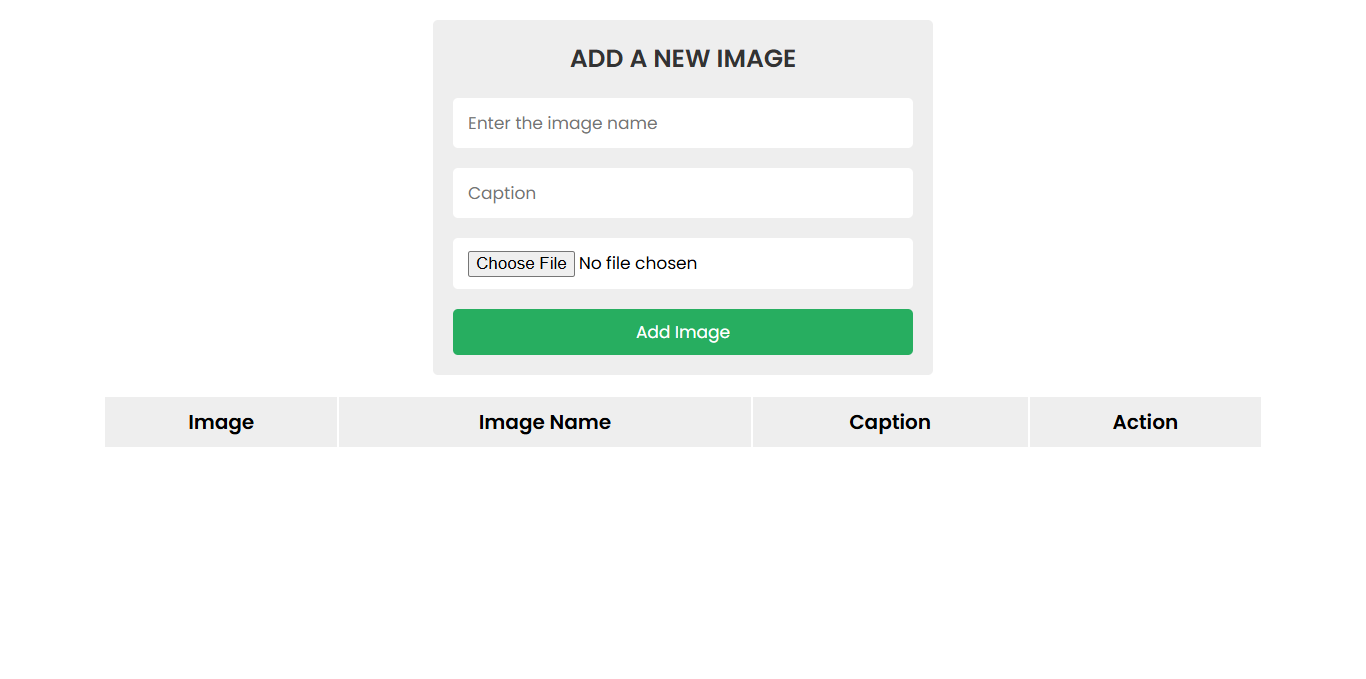 ADD A NEW IMAGE
Enter the image name
Caption
Choose File No file chosen
Add Image
Image Image Name Caption Action